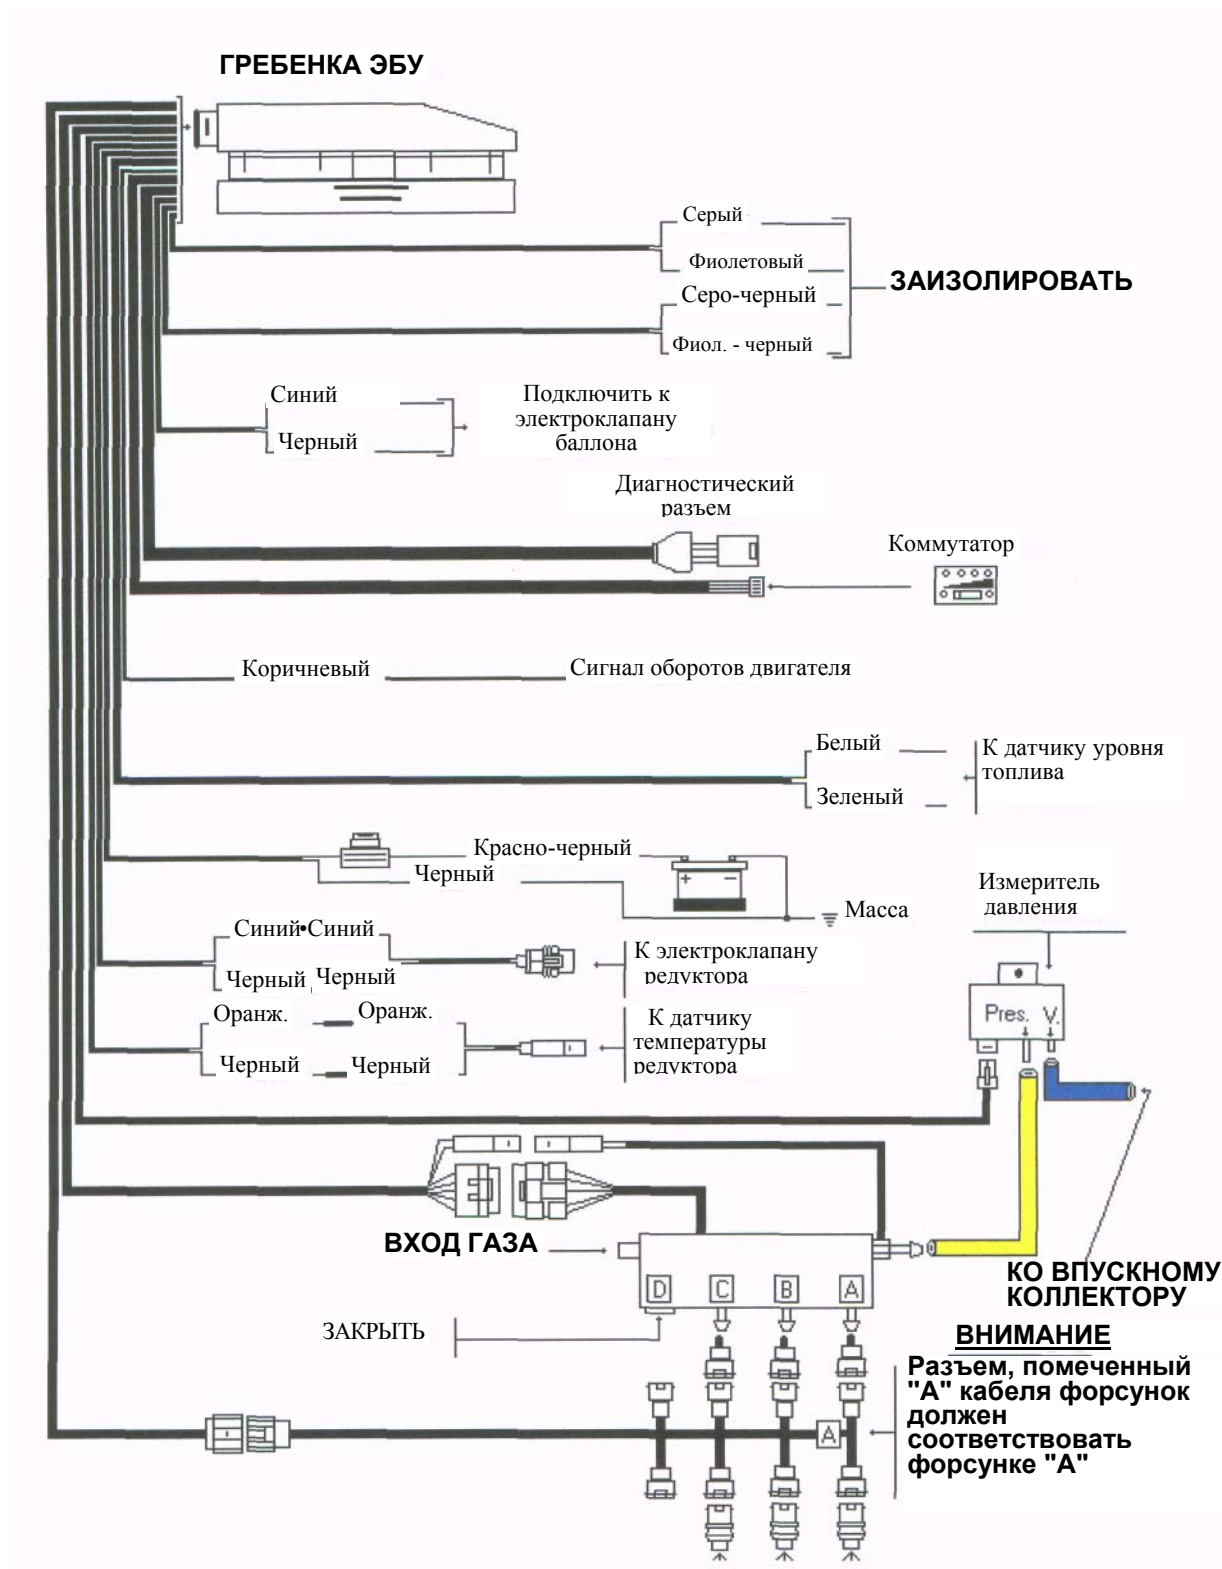 ГРЕБЕНКА ЭБУ
Серый
Фиолетовый
ЗАИЗОЛИРОВАТЬ
Серо-черный
Фиол. - черный
Синий
Черный
Подключить к
электроклапану
баллона
Диагностический
разъем
Коммутатор
Коричневый
Сигнал оборотов двигателя
Белый
Зеленый
К датчику уровня
топлива
Красно-черный
Черный
+ −
Масса
Измеритель
давления
Синий•Синий
Черный Черный
К электроклапану
редуктора
Pres. V.
Оранж. Оранж.
Черный Черный
К датчику
температуры
редуктора
ВХОД ГАЗА
D C B A
КО ВПУСКНОМУ
КОЛЛЕКТОРУ
ЗАКРЫТЬ
ВНИМАНИЕ
Разъем, помеченный
"А" кабеля форсунок
должен
соответствовать
форсунке "А"
A